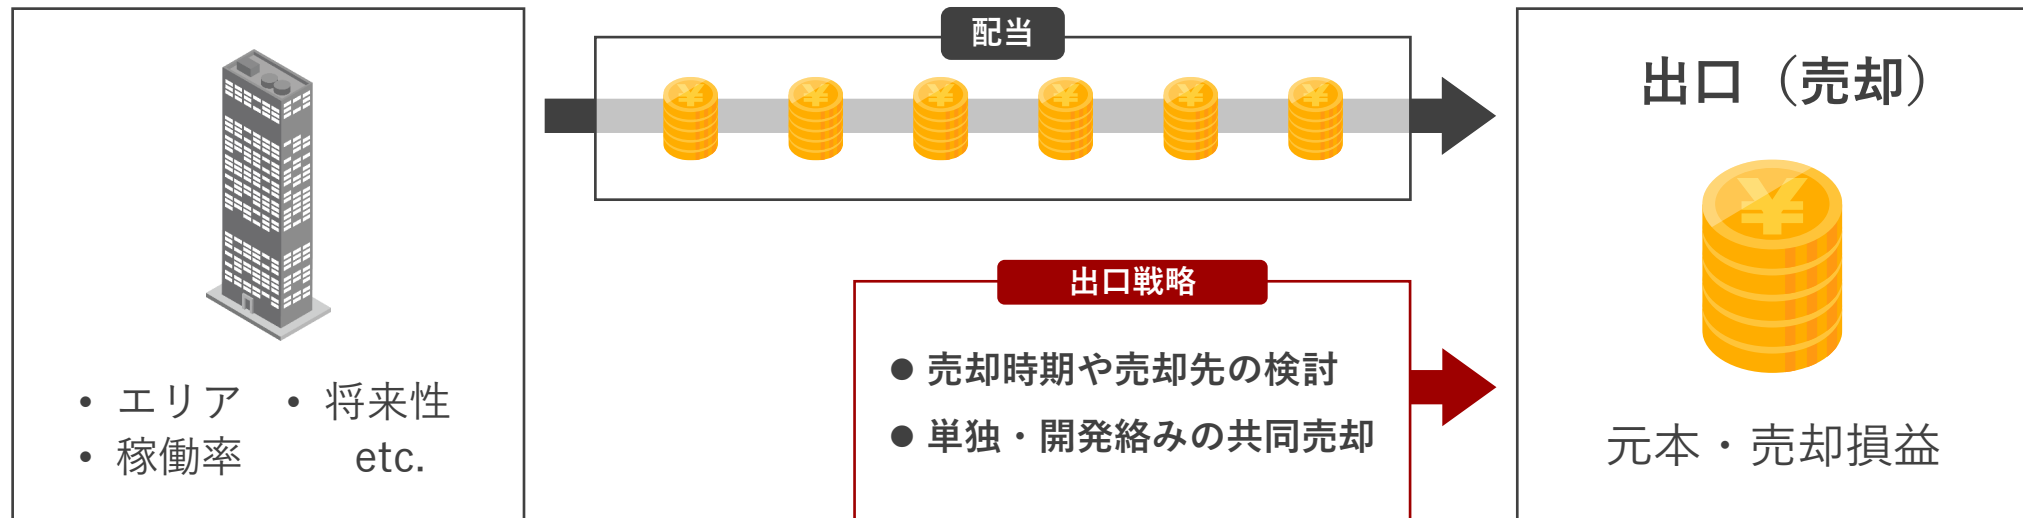 • エリア • 将来性
• 稼働率 etc.
配当
¥ ¥ ¥ ¥ ¥ ¥
出口戦略
● 売却時期や売却先の検討
● 単独・開発絡みの共同売却
出口（売却）
¥
元本・売却損益